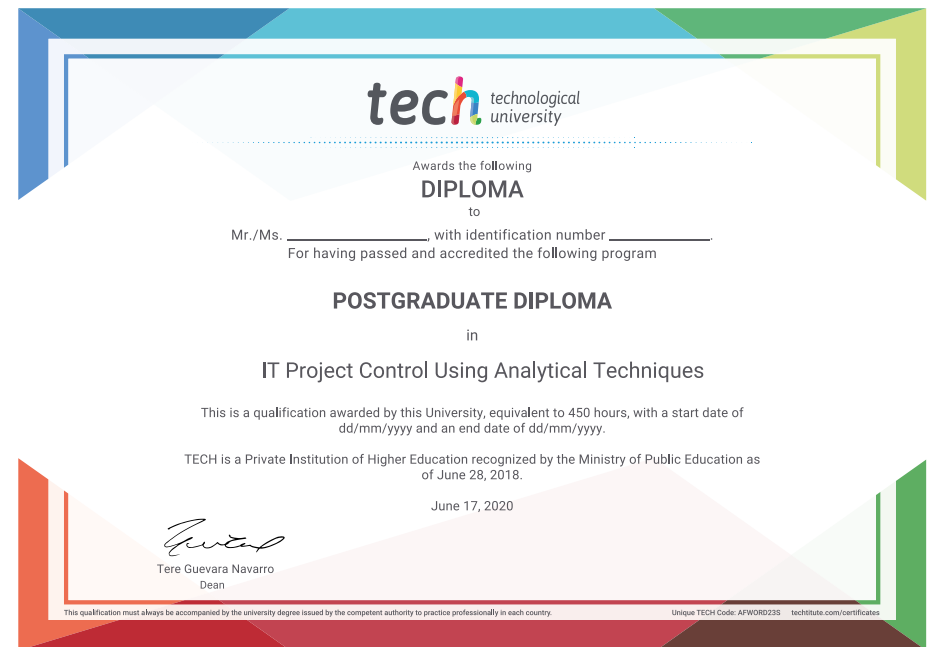 tech technological
university
Awards the following
DIPLOMA
to
Mr./Ms. ____________, with identification number ____________.
For having passed and accredited the following program
POSTGRADUATE DIPLOMA
in
IT Project Control Using Analytical Techniques
This is a qualification awarded by this University, equivalent to 450 hours, with a start date of
dd/mm/yyyy and an end date of dd/mm/yyyy.
TECH is a Private Institution of Higher Education recognized by the Ministry of Public Education as
of June 28, 2018.
June 17, 2020
Tere Guevara Navarro
Dean
This qualification must always be accompanied by the university degree issued by the competent authority to practice professionally in each country. Unique TECH Code: AFWORD23S techtitute.com/certificates